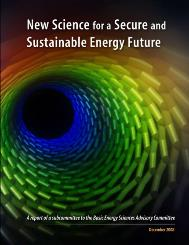 New Science for a Secure and
Sustainable Energy Future
A report of a subcommittee to the Basic Energy Sciences Advisory Committee
December 2008